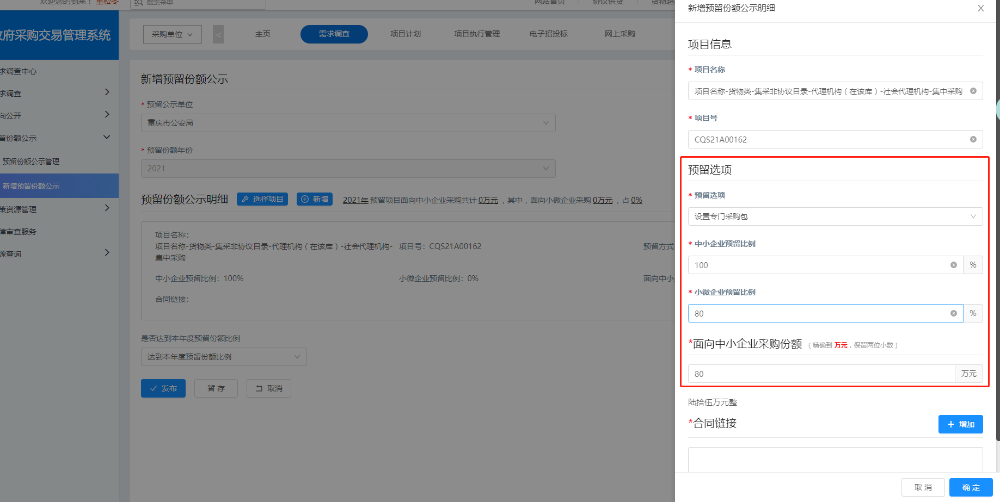 欢迎您的到来！董松冬
搜索菜单
网站首页
协议供货
货物超
政府采购交易管理系统
采购单位
<
主页
需求调查
项目计划
项目执行管理
电子招投标
网上采购
求调查中心
求调查
向公开
留份额公示
预留份额公示管理
新增预留份额公示
策资源管理
律审查服务
源查询
新增预留份额公示
* 预留公示单位
重庆市公安局
* 预留份额年份
2021
预留份额公示明细
选择项目
新增
2021年 预留项目面向中小企业采购共计 0万元 ，其中，面向小微企业采购 0万元 ，占 0%
项目名称：
项目名称-货物类-集采非协议目录-代理机构（在该库）-社会代理机构-
集中采购
项目号：CQS21A00162
预留方式
中小企业预留比例：100%
小微企业预留比例：0%
面向中小
合同链接：
是否达到本年度预留份额比例
达到本年度预留份额比例
发布
暂存
取消
新增预留份额公示明细
X
项目信息
* 项目名称
项目名称-货物类-集采非协议目录-代理机构（在该库）-社会代理机构-集中采购
* 项目号
CQS21A00162
预留选项
* 预留选项
设置专门采购包
* 中小企业预留比例
100
%
* 小微企业预留比例
80
%
*面向中小企业采购份额（精确到 万元，保留两位小数）
80
万元
陆拾伍万元整
*合同链接
+ 增加
取消
确定